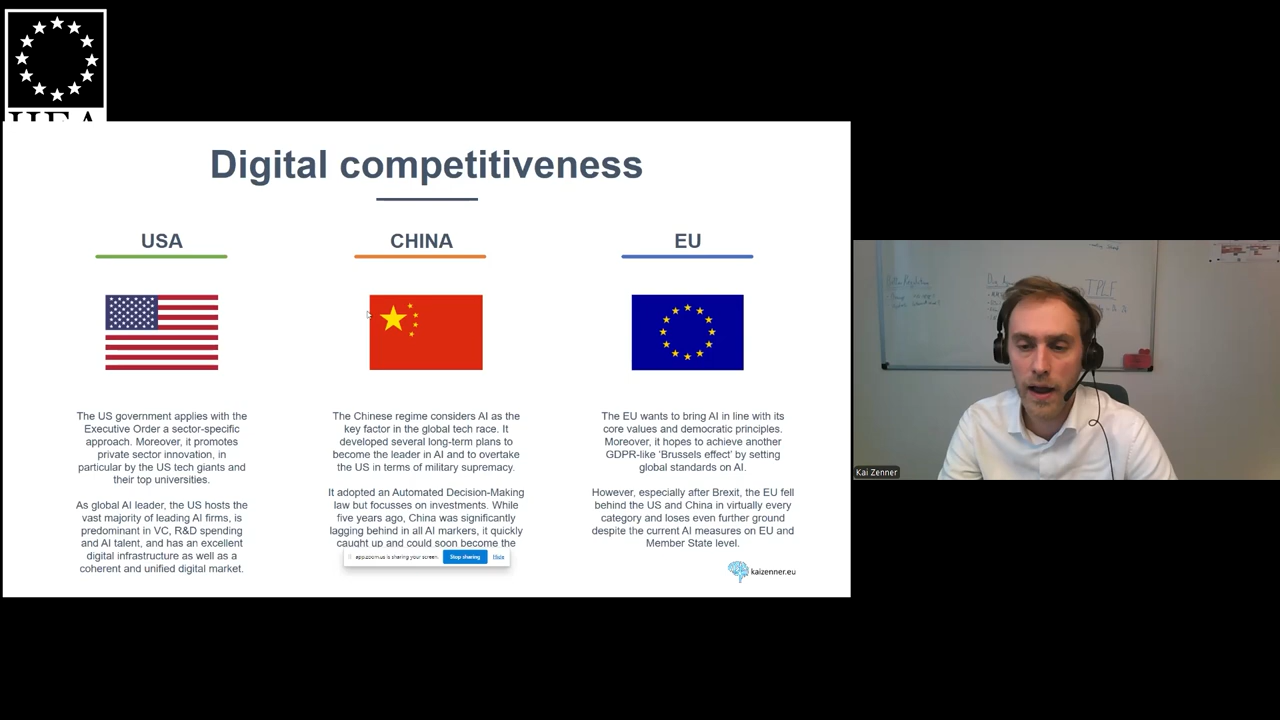 Digital competitiveness
USA
CHINA
EU
The US government applies with the
Executive Order a sector-specific
approach. Moreover, it promotes
private sector innovation, in
particular by the US tech giants and
their top universities.
As global AI leader, the US hosts the
vast majority of leading AI firms, is
predominant in VC, R&D spending
and AI talent, and has an excellent
digital infrastructure as well as a
coherent and unified digital market.
The Chinese regime considers AI as the
key factor in the global tech race. It
developed several long-term plans to
become the leader in AI and to overtake
the US in terms of military supremacy.
It adopted an Automated Decision-Making
law but focusses on investments. While
five years ago, China was significantly
lagging behind in all AI markers, it quickly
caught up and could soon become the
is sharing your screen.
Stop sharing
Hide
The EU wants to bring AI in line with its
core values and democratic principles.
Moreover, it hopes to achieve another
GDPR-like ‘Brussels effect’ by setting
global standards on AI.
However, especially after Brexit, the EU fell
behind the US and China in virtually every
category and loses even further ground
despite the current AI measures on EU and
Member State level.
kaizenner.eu
TPLF
Kai Zenner